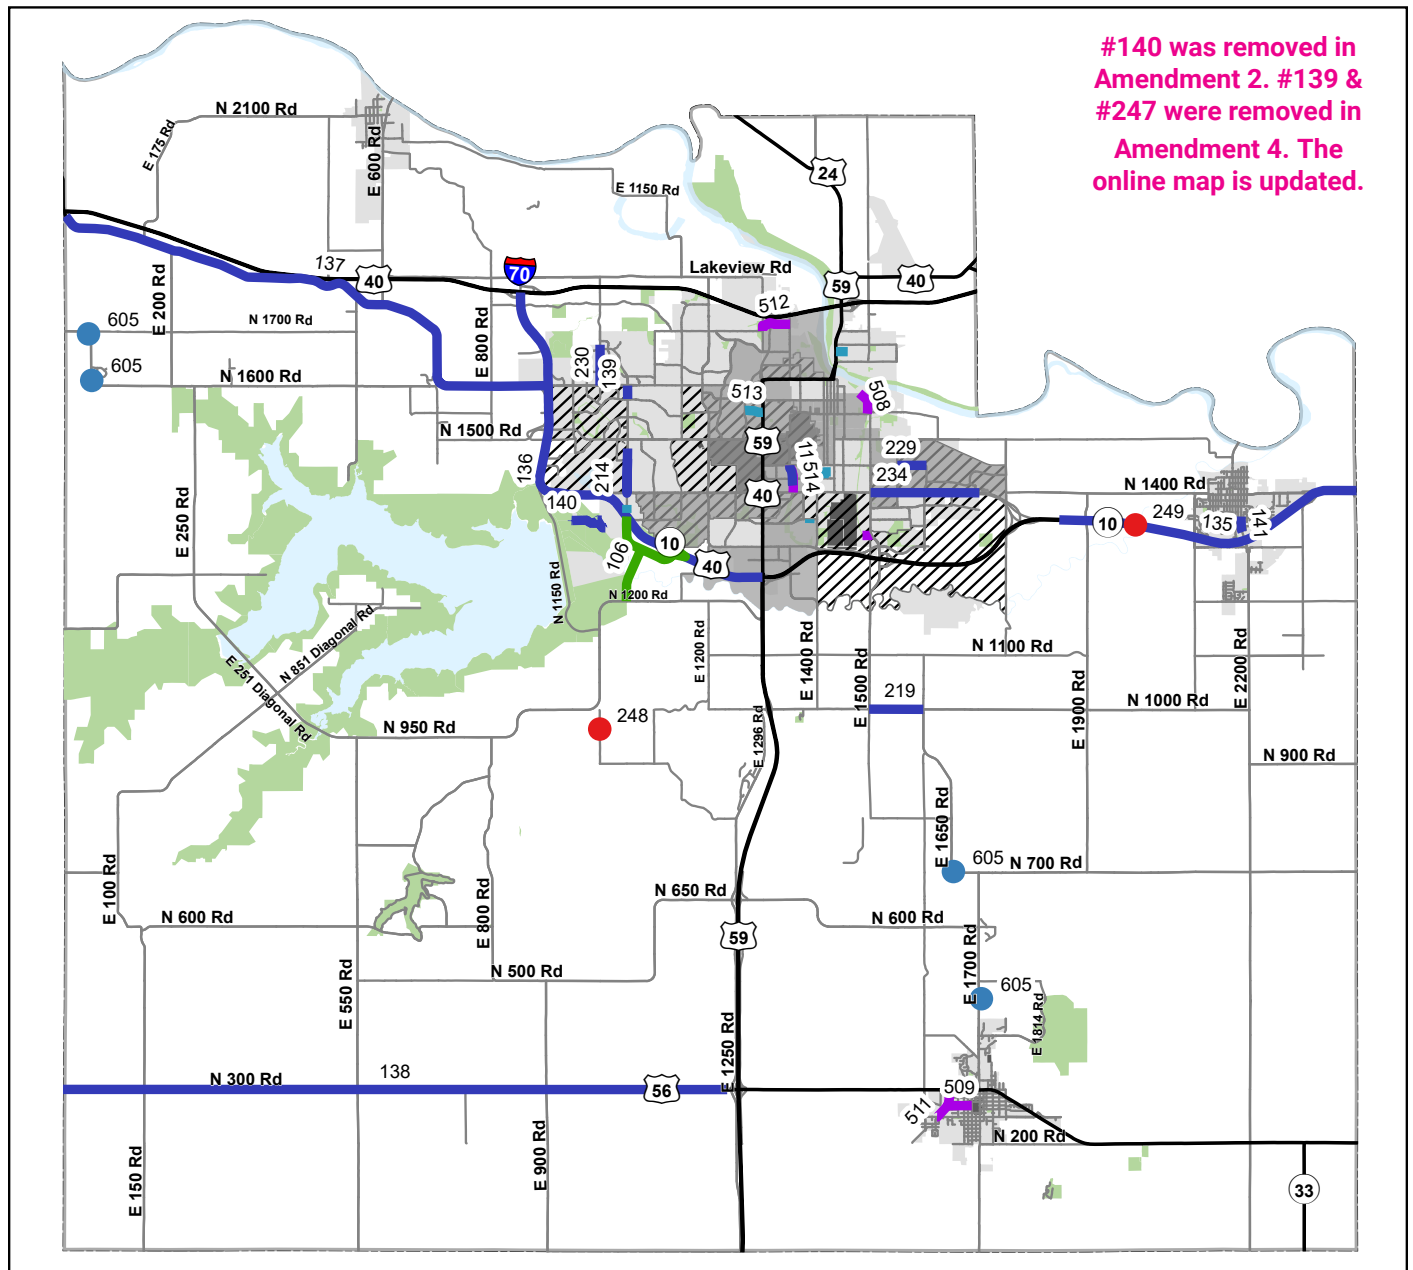 #140 was removed in
Amendment 2. #139 &
#247 were removed in
Amendment 4. The
online map is updated.
N 2100 Rd
E 175 Rd
E 600 Rd
24
E 1150 Rd
Lakeview Rd
70
137
40
59
40
E 200 Rd
512
605
N 1700 Rd
E 800 Rd
605
N 1600 Rd
230
139
513
508
N 1500 Rd
59
229
136
214
11514
234
E 250 Rd
140
40
N 1400 Rd
10
249
135
141
10
106
40
N 1150 Rd
N 1200 Rd
N 851 Diagonal Rd
E 251 Diagonal Rd
E 1200 Rd
E 1400 Rd
N 1100 Rd
E 2200 Rd
E 1500 Rd
219
E 1900 Rd
N 1000 Rd
248
N 950 Rd
E 1296 Rd
N 900 Rd
E 1650 Rd
605
N 700 Rd
E 100 Rd
N 650 Rd
N 600 Rd
E 800 Rd
N 600 Rd
59
E 1700 Rd
N 500 Rd
E 550 Rd
605
E 1814 Rd
E 1250 Rd
138
N 300 Rd
56
509
511
N 200 Rd
E 150 Rd
E 900 Rd
33